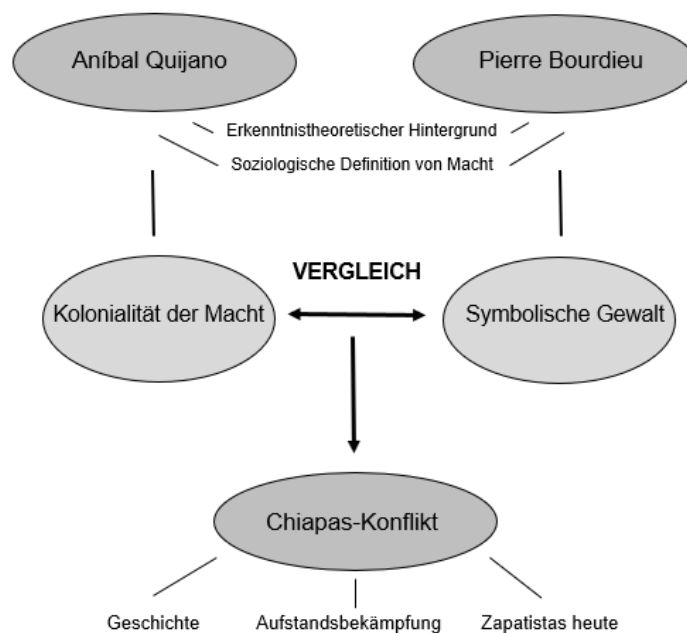 Aníbal Quijano
Pierre Bourdieu
Erkenntnistheoretischer Hintergrund
Soziologische Definition von Macht
VERGLEICH
Kolonialität der Macht
Symbolische Gewalt
Chiapas-Konflikt
Geschichte
Aufstandsbekämpfung
Zapatistas heute